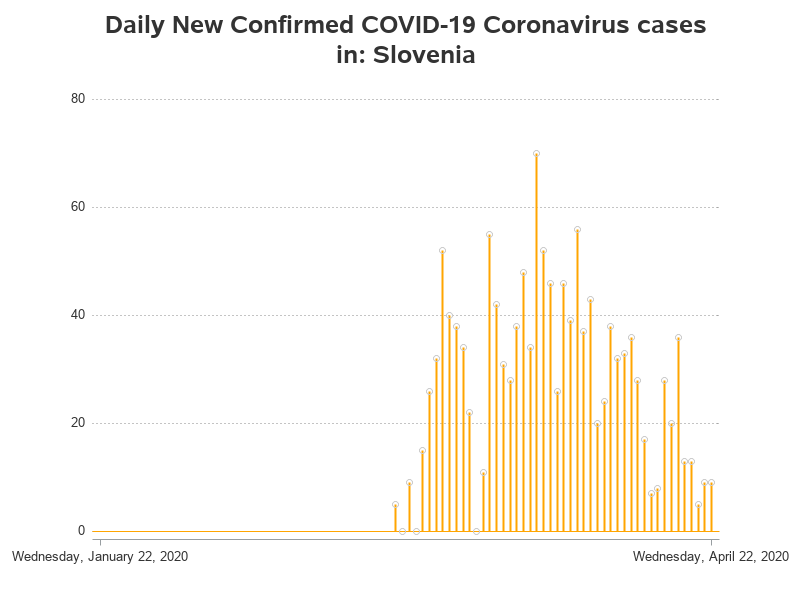 Daily New Confirmed COVID-19 Coronavirus cases
in: Slovenia
80
60
40
20
0
Wednesday, January 22, 2020 Wednesday, April 22, 2020